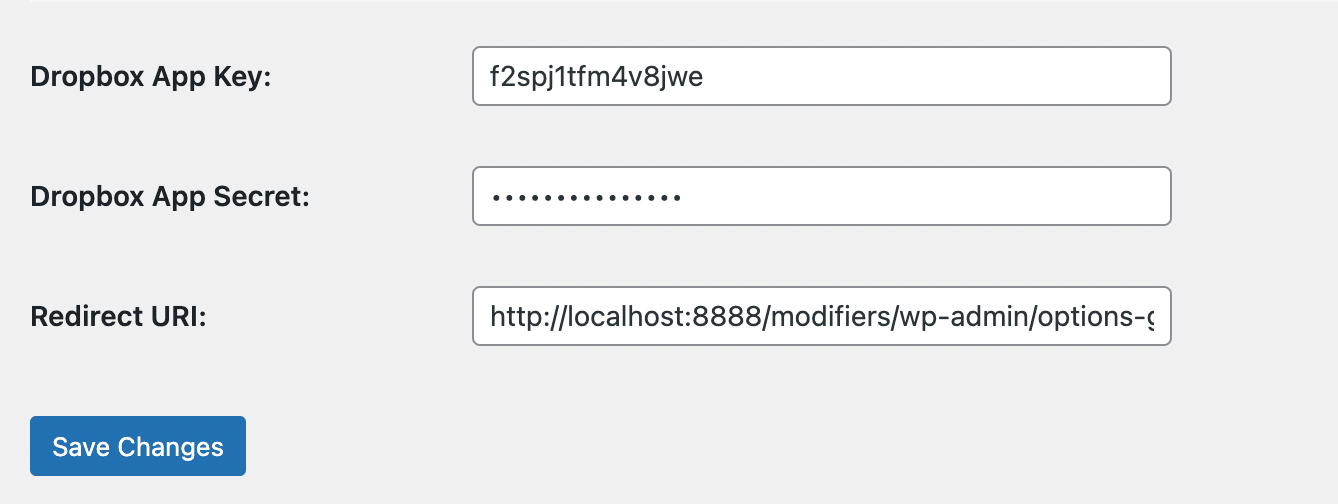 Dropbox App Key: f2spj1tfm4v8jwe
Dropbox App Secret: •••••••••••••••
Redirect URI: http://localhost:8888/modifiers/wp-admin/options-g
Save Changes